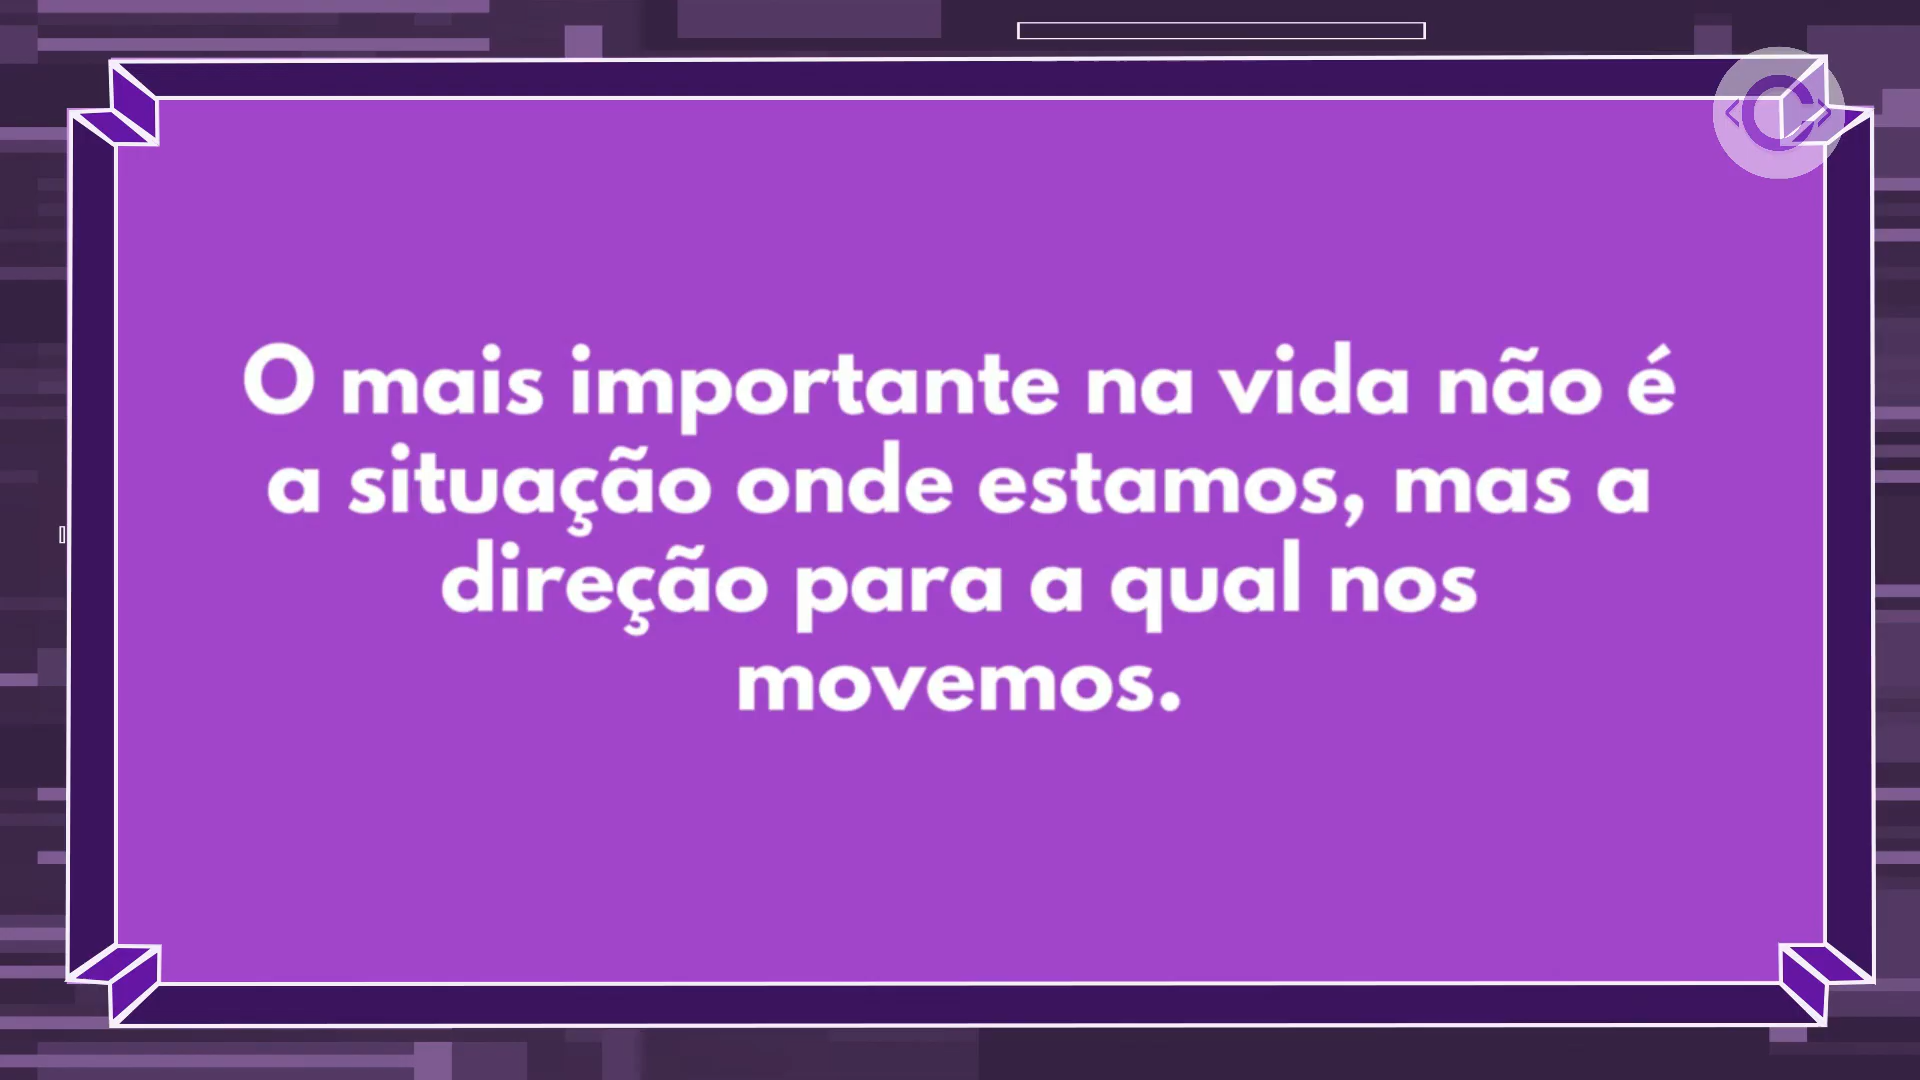 O mais importante na vida não é
a situação onde estamos, mas a
direção para a qual nos
movemos.